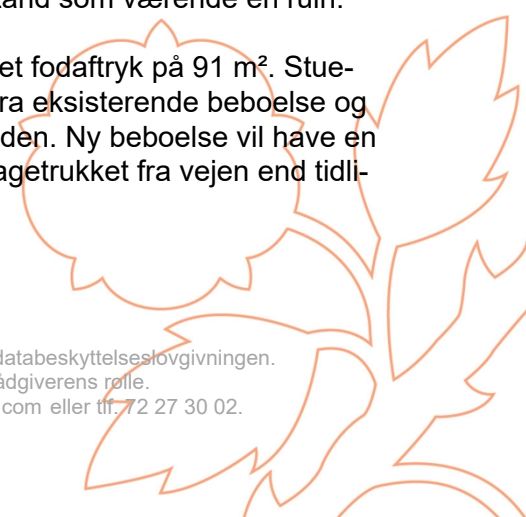 tand som værende en ruin.
et fodaftryk på 91 m². Stue-
ra eksisterende beboelse og
den. Ny beboelse vil have en
agetrukket fra vejen end tidli-
databeskyttelseslovgivningen.
ådgiverens rolle.
com eller tlf. 72 27 30 02.